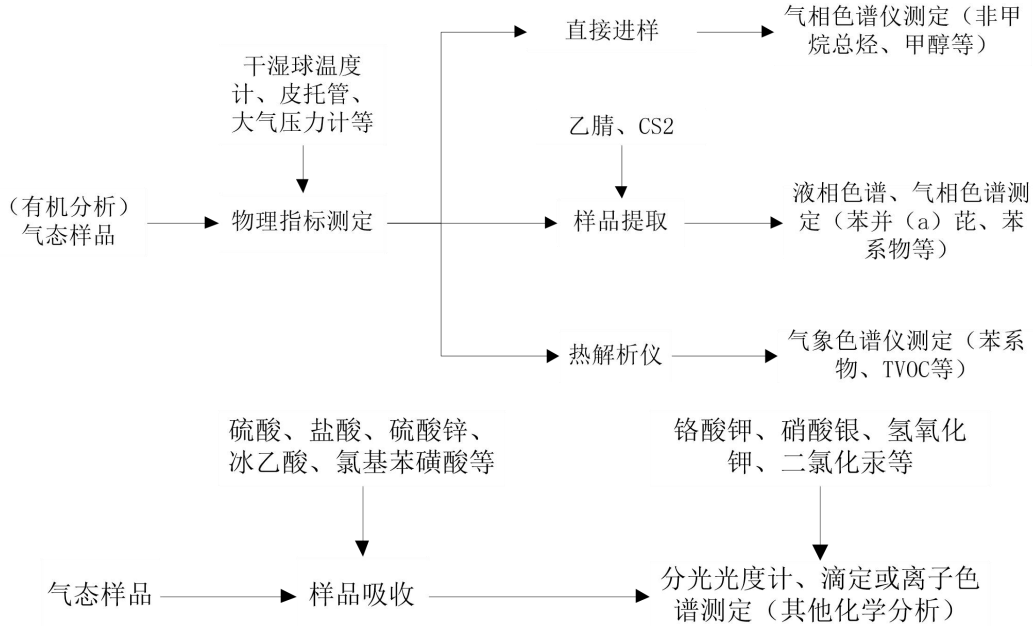 直接进样
气相色谱仪测定（非甲
烷总烃、甲醇等）
干湿球温度
计、皮托管、
大气压力计等
乙腈、CS2
（有机分析）
气态样品
物理指标测定
样品提取
液相色谱、气相色谱测
定（苯并（a）芘、苯
系物等）
热解析仪
气象色谱仪测定（苯系
物、TVOC等）
硫酸、盐酸、硫酸锌、
冰乙酸、氯基苯磺酸等
铬酸钾、硝酸银、氢氧化
钾、二氯化汞等
气态样品
样品吸收
分光光度计、滴定或离子色
谱测定（其他化学分析）